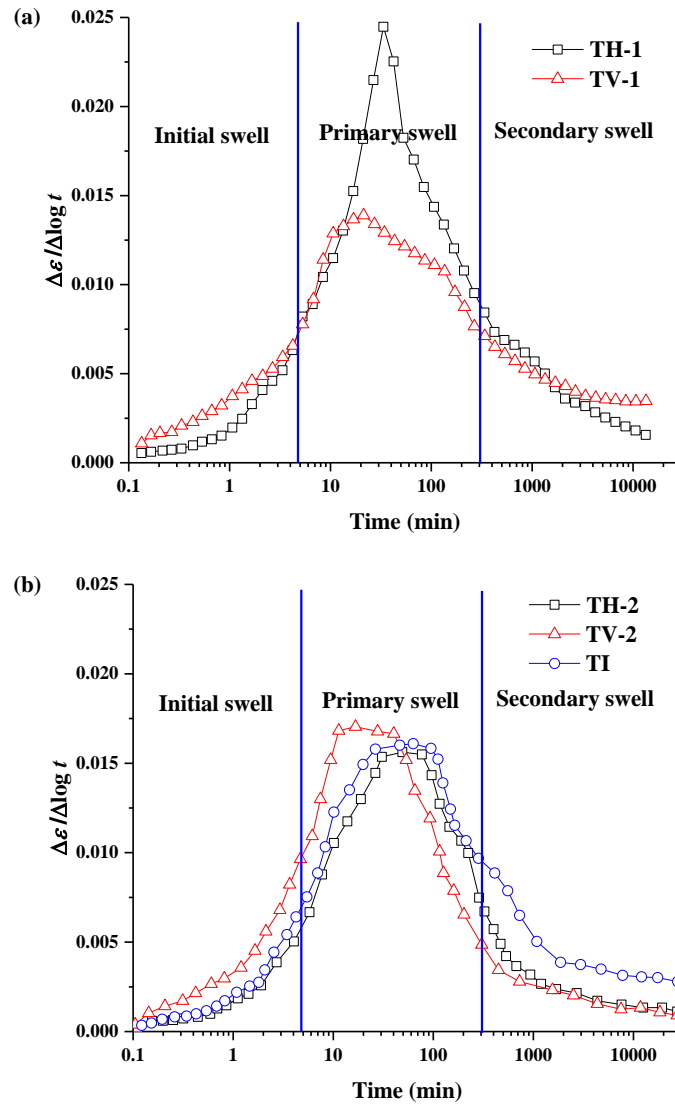 (a)
0.025
0.020
0.015
0.010
0.005
0.000
Δε/Δlog t
TH-1
TV-1
Initial swell
Primary swell
Secondary swell
0.1
1
10
100
1000
10000
Time (min)
(b)
0.025
0.020
0.015
0.010
0.005
0.000
Δε/Δlog t
TH-2
TV-2
TI
Initial swell
Primary swell
Secondary swell
0.1
1
10
100
1000
10000
Time (min)